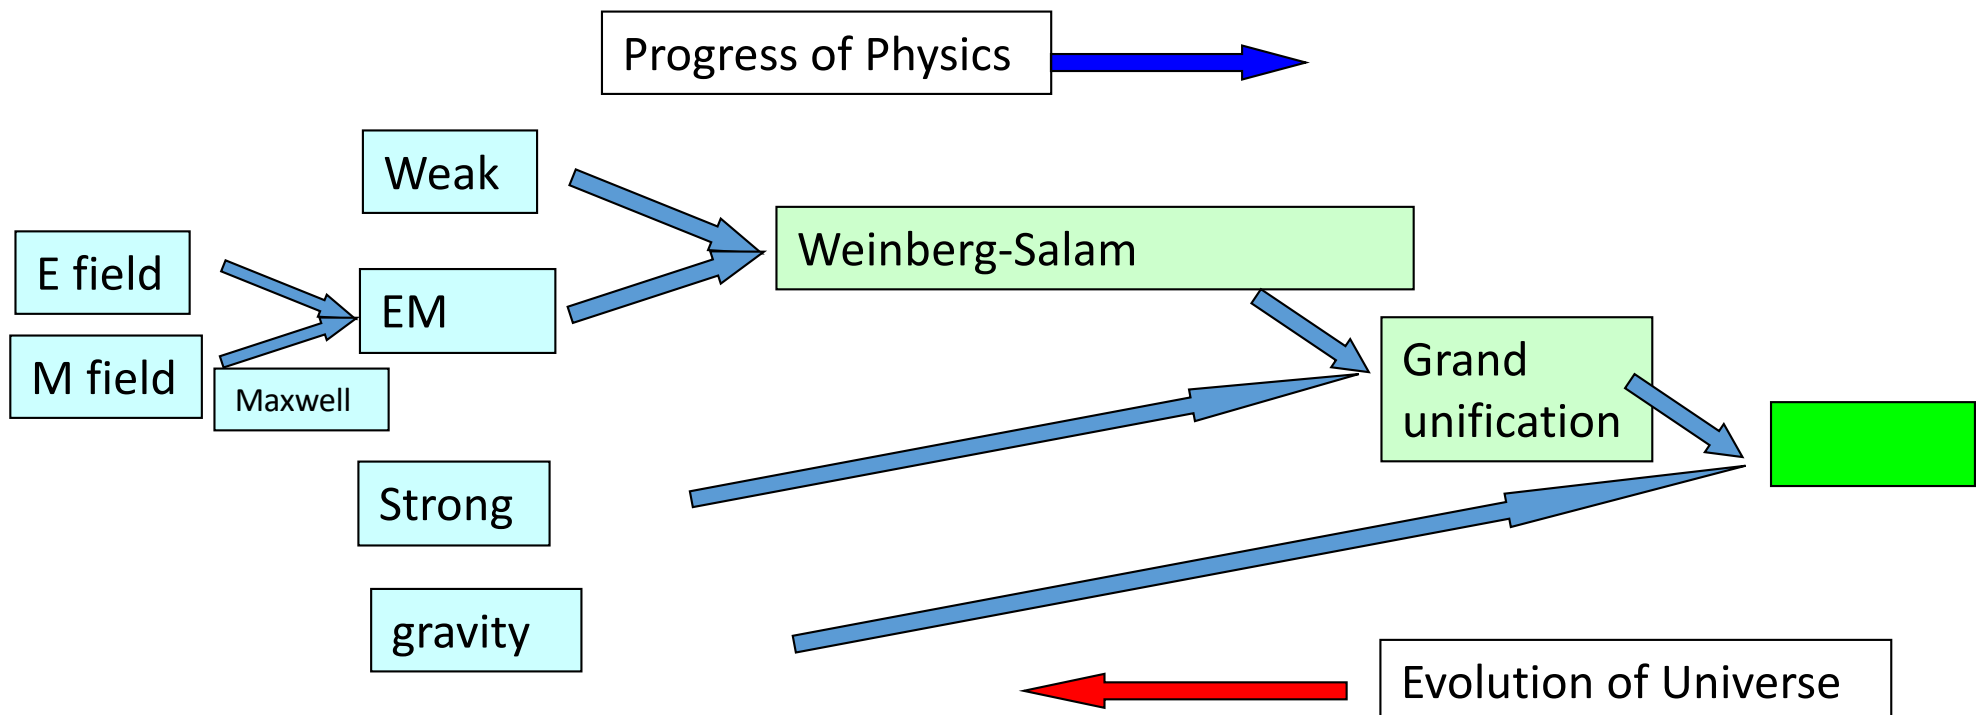 Progress of Physics
Weak
Weinberg-Salam
E field
EM
M field
Maxwell
Grand
unification
Strong
gravity
Evolution of Universe